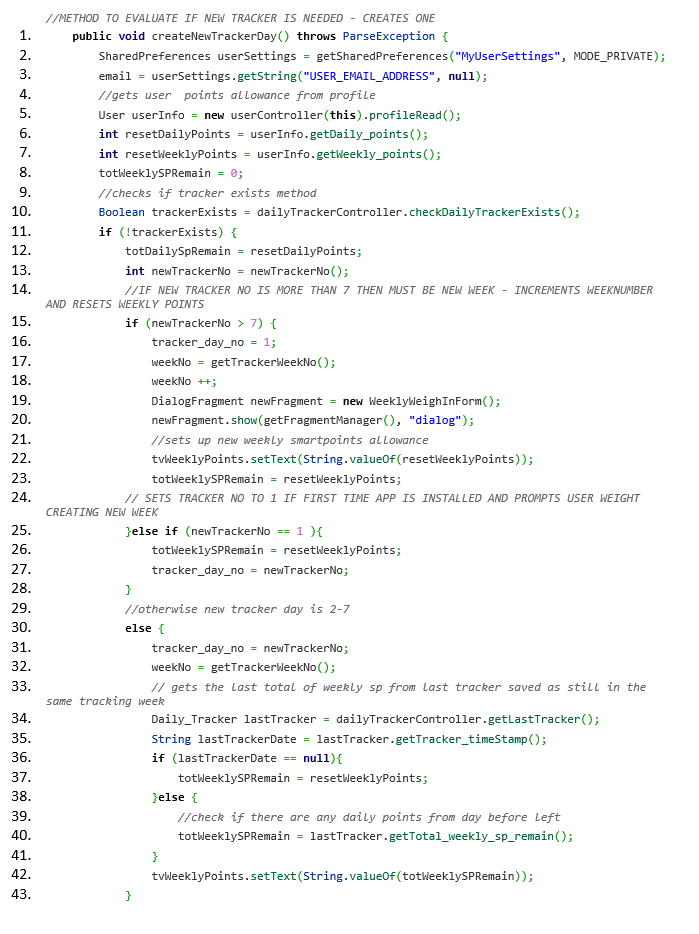 //METHOD TO EVALUATE IF NEW TRACKER IS NEEDED - CREATES ONE
1. public void createNewTrackerDay() throws ParseException {
2. SharedPreferences userSettings = getSharedPreferences("MyUserSettings", MODE_PRIVATE);
3. email = userSettings.getString("USER_EMAIL_ADDRESS", null);
4. //gets user  points allowance from profile
5. User userInfo = new userController(this).profileRead();
6. int resetDailyPoints = userInfo.getDaily_points();
7. int resetWeeklyPoints = userInfo.getWeekly_points();
8. totWeeklySPRemain = 0;
9. //checks if tracker exists method
10. Boolean trackerExists = dailyTrackerController.checkDailyTrackerExists();
11. if (!trackerExists) {
12. totDailySpRemain = resetDailyPoints;
13. int newTrackerNo = newTrackerNo();
14. //IF NEW TRACKER NO IS MORE THAN 7 THEN MUST BE NEW WEEK - INCREMENTS WEEKNUMBER
AND RESETS WEEKLY POINTS
15. if (newTrackerNo > 7) {
16. tracker_day_no = 1;
17. weekNo = getTrackerWeekNo();
18. weekNo ++;
19. DialogFragment newFragment = new WeeklyWeighInForm();
20. newFragment.show(getFragmentManager(), "dialog");
21. //sets up new weekly smartpoints allowance
22. tvWeeklyPoints.setText(String.valueOf(resetWeeklyPoints));
23. totWeeklySPRemain = resetWeeklyPoints;
24. // SETS TRACKER NO TO 1 IF FIRST TIME APP IS INSTALLED AND PROMPTS USER WEIGHT
CREATING NEW WEEK
25. }else if (newTrackerNo == 1 ){
26. totWeeklySPRemain = resetWeeklyPoints;
27. tracker_day_no = newTrackerNo;
28. }
29. //otherwise new tracker day is 2-7
30. else {
31. tracker_day_no = newTrackerNo;
32. weekNo = getTrackerWeekNo();
33. // gets the last total of weekly sp from last tracker saved as still in the
same tracking week
34. Daily_Tracker lastTracker = dailyTrackerController.getLastTracker();
35. String lastTrackerDate = lastTracker.getTracker_timeStamp();
36. if (lastTrackerDate == null){
37. totWeeklySPRemain = resetWeeklyPoints;
38. }else {
39. //check if there are any daily points from day before left
40. totWeeklySPRemain = lastTracker.getTotal_weekly_sp_remain();
41. }
42. tvWeeklyPoints.setText(String.valueOf(totWeeklySPRemain));
43. }